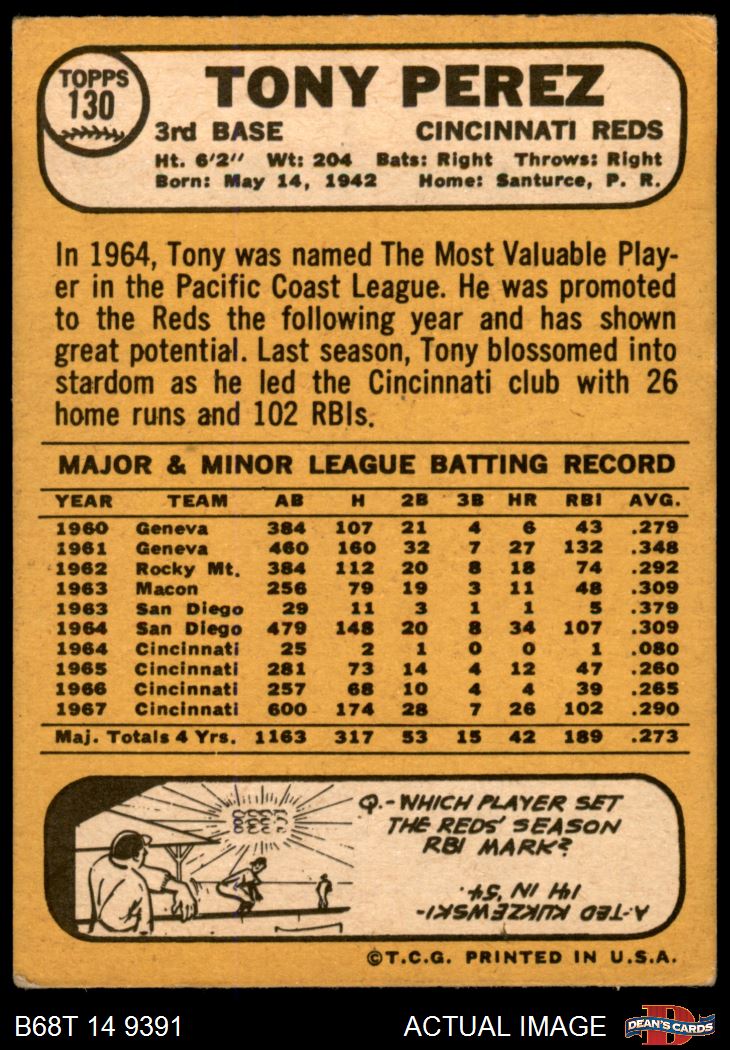 TOPPS
130
TONY PEREZ
3rd BASE CINCINNATI REDS
Ht. 6'2" Wt: 204 Bats: Right Throws: Right
Born: May 14, 1942 Home: Santurce, P. R.
In 1964, Tony was named The Most Valuable Play-
er in the Pacific Coast League. He was promoted
to the Reds the following year and has shown
great potential. Last season, Tony blossomed into
stardom as he led the Cincinnati club with 26
home runs and 102 RBIs.
MAJOR & MINOR LEAGUE BATTING RECORD
YEAR TEAM AB H 2B 3B HR RBI AVG.
1960 Geneva 384 107 21 4 6 43 .279
1961 Geneva 460 160 32 7 27 132 .348
1962 Rocky Mt. 384 112 20 8 18 74 .292
1963 Macon 256 79 19 3 11 48 .309
1963 San Diego 29 11 3 1 1 5 .379
1964 San Diego 479 148 20 8 34 107 .309
1964 Cincinnati 25 2 1 0 0 1 .080
1965 Cincinnati 281 73 14 4 12 47 .260
1966 Cincinnati 257 68 10 4 4 39 .265
1967 Cincinnati 600 174 28 7 26 102 .290
Maj. Totals 4 Yrs. 1163 317 53 15 42 189 .273
Q.-WHICH PLAYER SET
THE REDS' SEASON
RBI MARK?
A-TED KUKZEWSKI-
141 IN '54.
©T.C.G. PRINTED IN U.S.A.
B68T 14 9391 ACTUAL IMAGE
D
DEAN'S CARDS